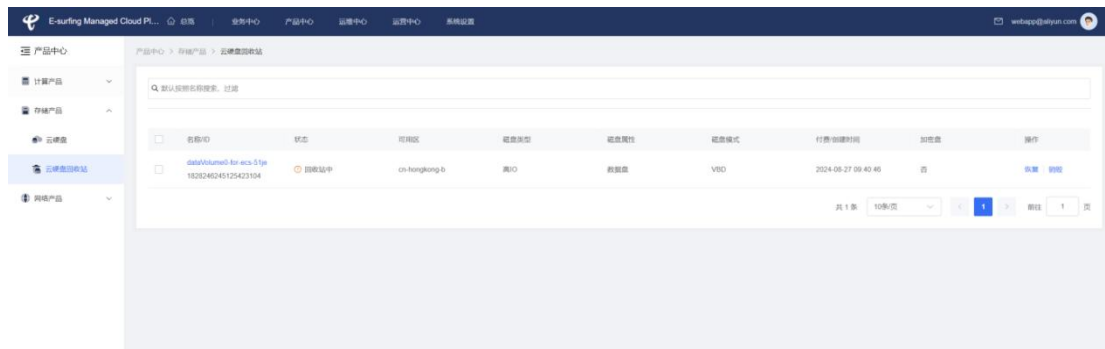 E-surfing Managed Cloud Pl... 总览 | 业务中心 产品中心 运维中心 运营中心 系统设置 webapp@aliyun.com
产品中心
产品中心 > 存储产品 > 云硬盘回收站
计算产品
默认按照名称搜索、过滤
存储产品
云硬盘
名称/ID 状态 可用区 磁盘类型 磁盘属性 磁盘模式 付费/创建时间 加密盘 操作
云硬盘回收站
dataVolume0-for-ecs-51je 回收站中 cn-hongkong-b 高IO 数据盘 VBD 2024-08-27 09:40:46 否 恢复 销毁
1828246245125423104
网络产品
共 1 条 10条/页 < 1 > 前往 1 页